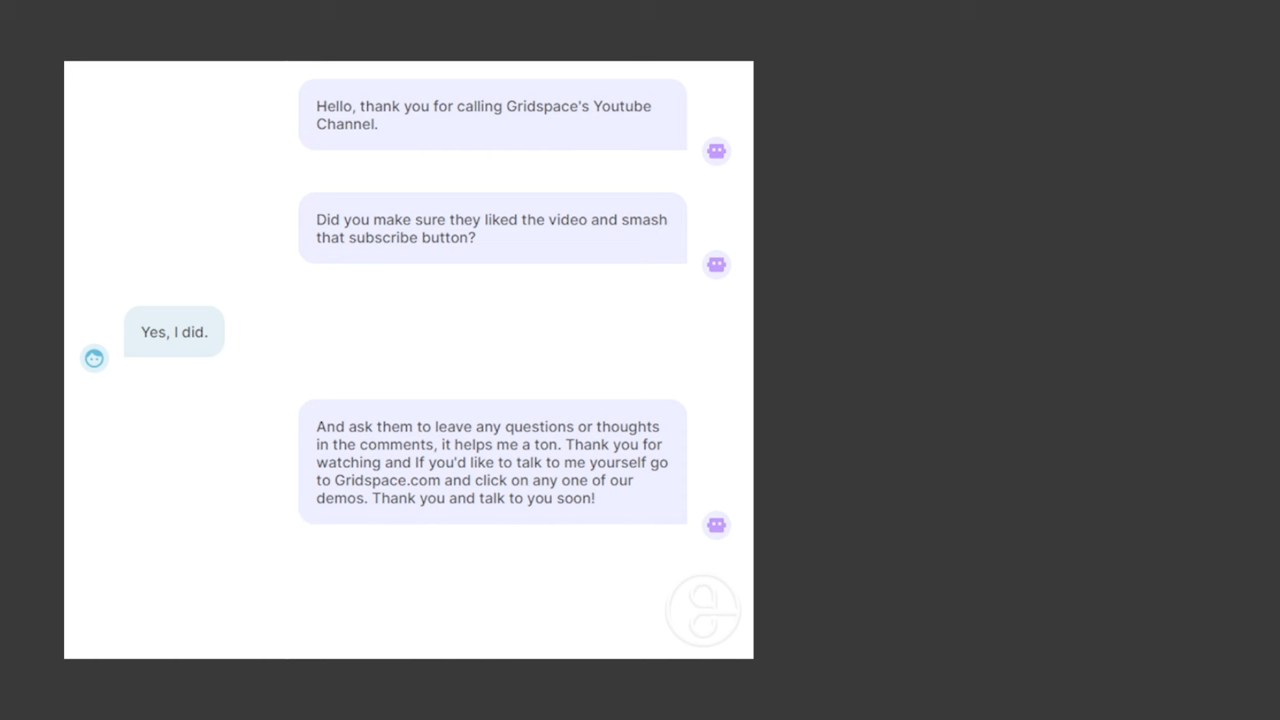 Hello, thank you for calling Gridspace's Youtube
Channel.
Did you make sure they liked the video and smash
that subscribe button?
Yes, I did.
And ask them to leave any questions or thoughts
in the comments, it helps me a ton. Thank you for
watching and If you'd like to talk to me yourself go
to Gridspace.com and click on any one of our
demos. Thank you and talk to you soon!